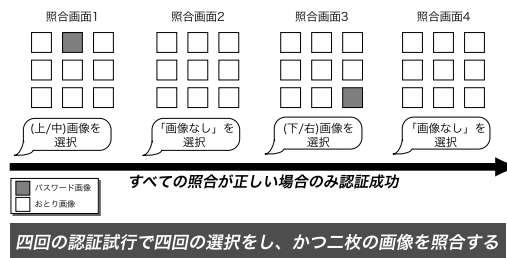 照合画面1
照合画面2
照合画面3
照合画面4
(上/中)画像を
選択
「画像なし」を
選択
(下/右)画像を
選択
「画像なし」を
選択
すべての照合が正しい場合のみ認証成功
パスワード画像
おとり画像
四回の認証試行で四回の選択をし、かつ二枚の画像を照合する